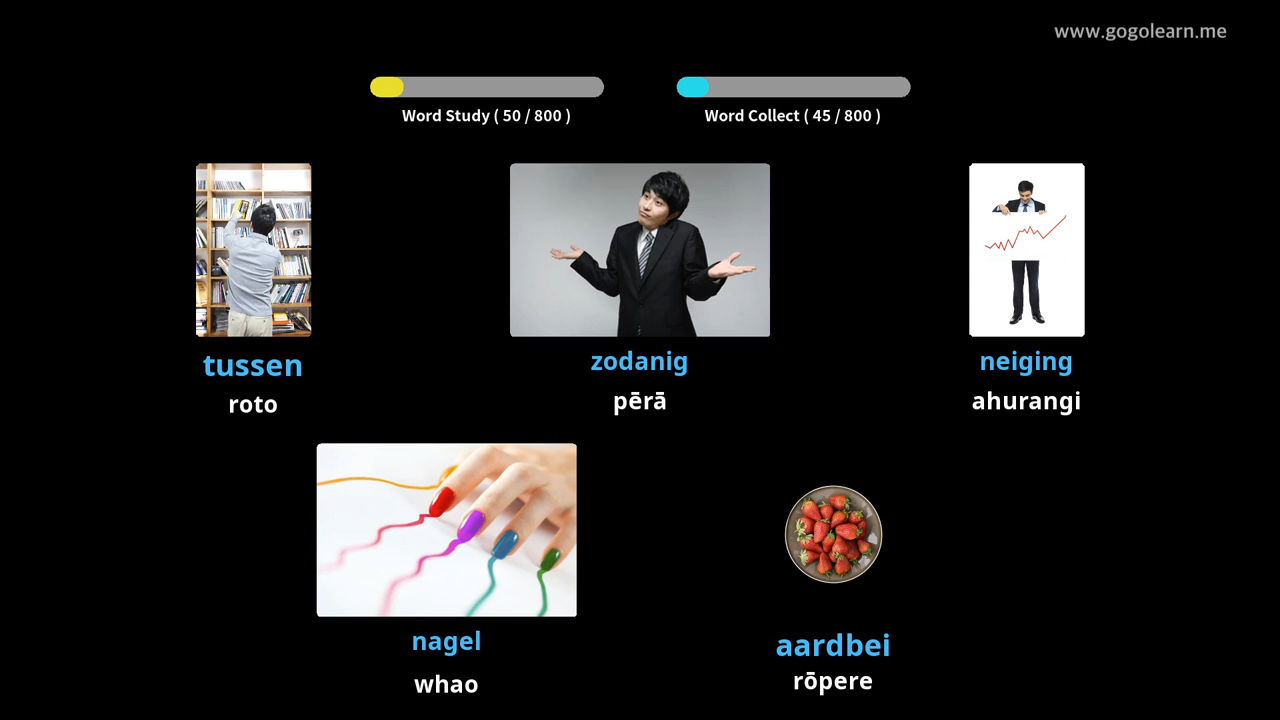 www.gogolearn.me
Word Study ( 50 / 800 )
Word Collect ( 45 / 800 )
tussen
roto
zodanig
pērā
neiging
ahurangi
nagel
whao
aardbei
rōpere